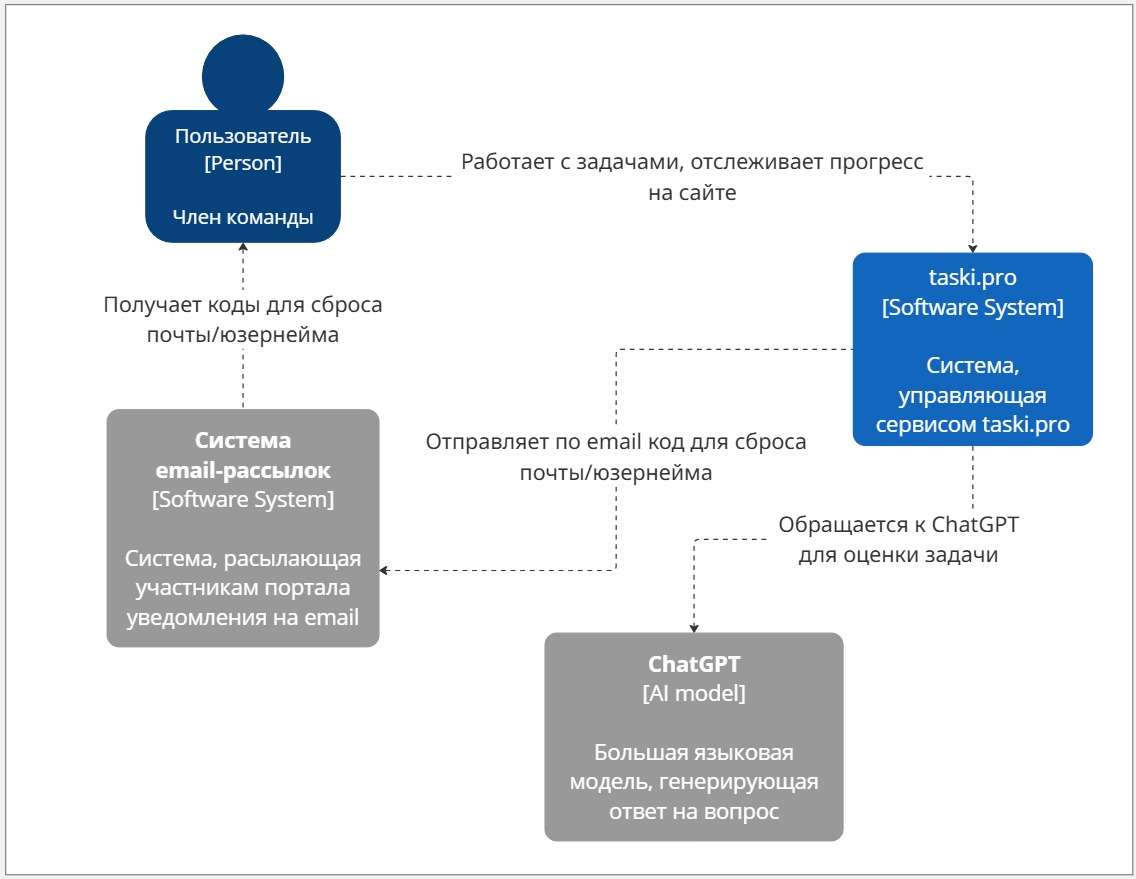 Пользователь
[Person]
Член команды
Работает с задачами, отслеживает прогресс
на сайте
taski.pro
[Software System]
Система,
управляющая
сервисом taski.pro
Получает коды для сброса
почты/юзернейма
Система
email-рассылок
[Software System]
Система, расылающая
участникам портала
уведомления на email
Отправляет по email код для сброса
почты/юзернейма
Обращается к ChatGPT
для оценки задачи
ChatGPT
[AI model]
Большая языковая
модель, генерирующая
ответ на вопрос